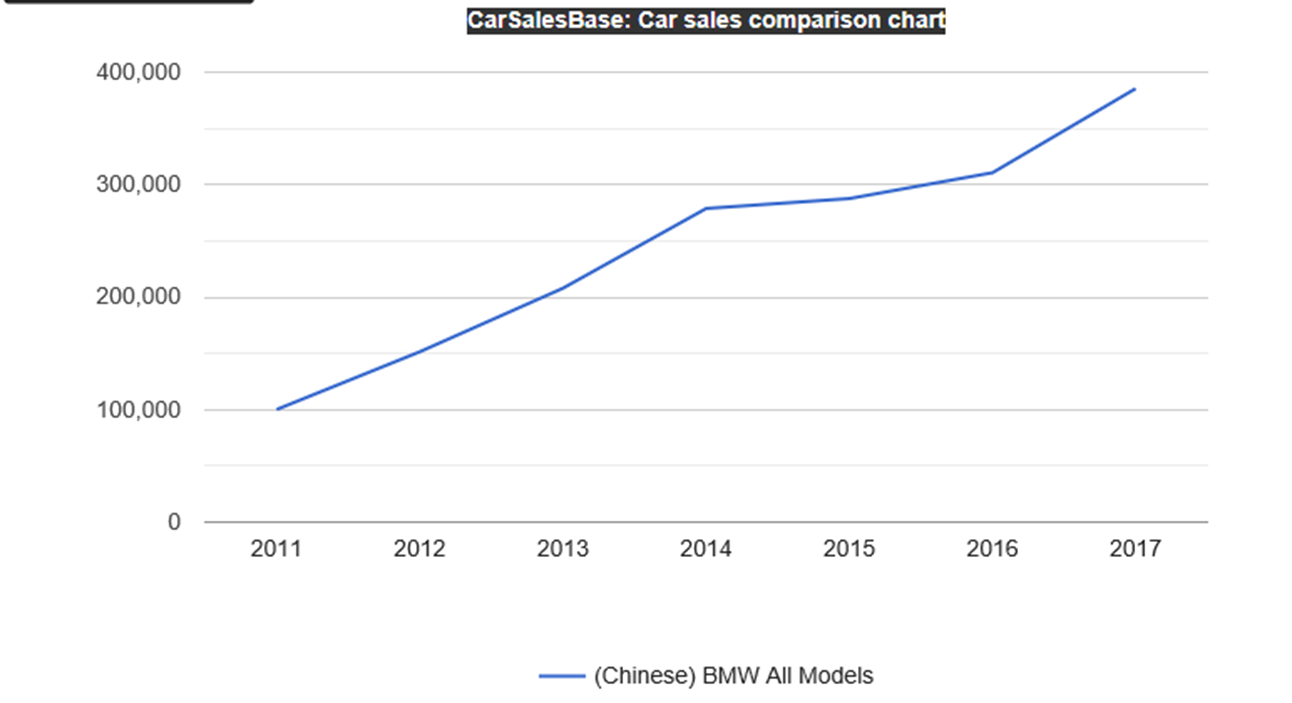 CarSalesBase: Car sales comparison chart
400,000
300,000
200,000
100,000
0
2011 2012 2013 2014 2015 2016 2017
(Chinese) BMW All Models